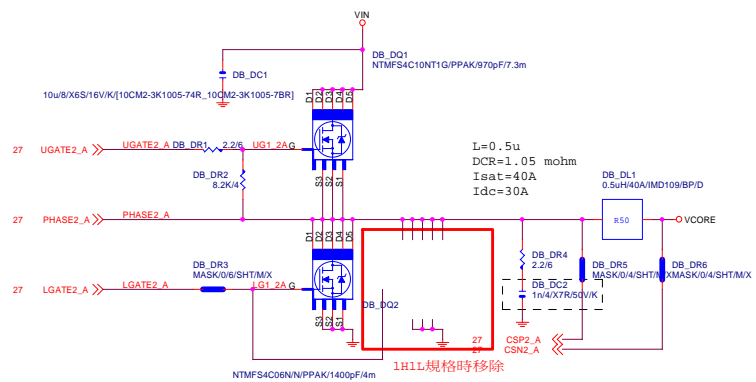 VIN
DB_DQ1
NTMFS4C10NT1G/PPAK/970pF/7.3m
DB_DC1
10u/8/X6S/16V/K/[10CM2-3K1005-74R_10CM2-3K1005-7BR]
D1 D2 D3 D4 D5
27 UGATE2_A UGATE2_A DB_DR1 2.2/6 UG1_2A G
S3 S2 S1
DB_DR2
8.2K/4
L=0.5u
DCR=1.05 mohm
Isat=40A
Idc=30A
DB_DL1
0.5uH/40A/IMD109/BP/D
27 PHASE2_A PHASE2_A
R50
VCORE
D1 D2 D3 D4 D5
DB_DR4
2.2/6
DB_DR5
MASK/0/4/SHT/M/X
DB_DR6
MASK/0/4/SHT/M/X
DB_DR3
MASK/0/6/SHT/M/X
27 LGATE2_A LGATE2_A LG1_2A G
DB_DC2
1n/4/X7R/50V/K
DB_DQ2
S3 S2 S1
27 CSP2_A
27 CSN2_A
1H1L規格時移除
NTMFS4C06N/N/PPAK/1400pF/4m